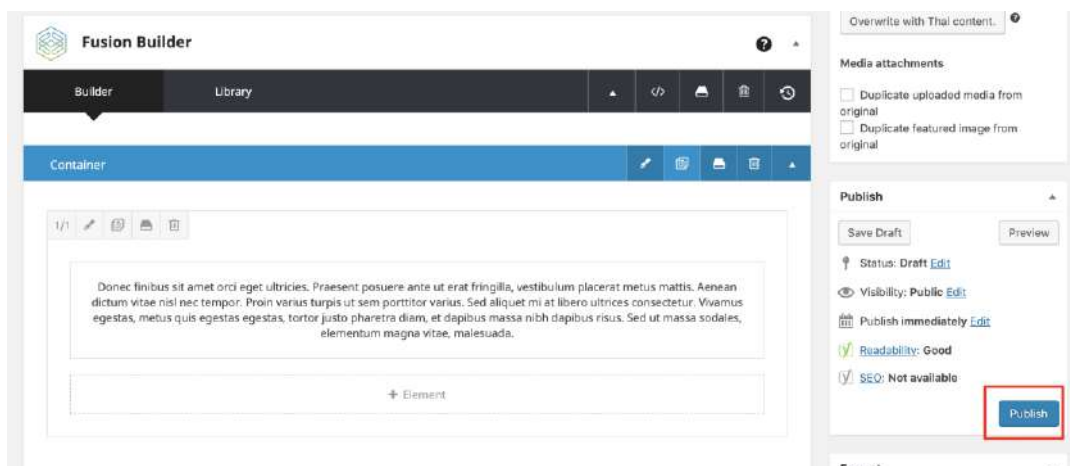 Fusion Builder
Builder
Library
Container
1/1
Donec finibus sit amet orci eget ultricies. Praesent posuere ante ut erat fringilla, vestibulum placerat metus mattis. Aenean
dictum vitae nisl nec tempor. Proin varius turpis ut sem porttitor varius. Sed aliquet mi at libero ultrices consectetur. Vivamus
egestas, metus quis egestas egestas, tortor justo pharetra diam, et dapibus massa nibh dapibus risus. Sed ut massa sodales,
elementum magna vitae, malesuada.
+ Element
Overwrite with Thai content.
Media attachments
Duplicate uploaded media from
original
Duplicate featured image from
original
Publish
Save Draft
Preview
Status: Draft Edit
Visibility: Public Edit
Publish immediately Edit
Readability: Good
SEO: Not available
Publish